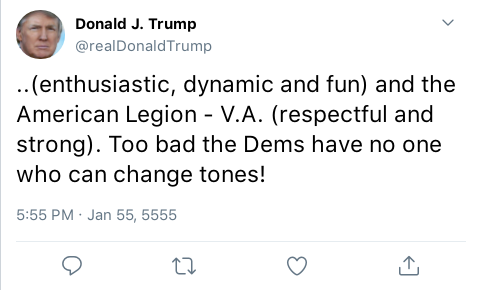 Donald J. Trump
@realDonaldTrump
..(enthusiastic, dynamic and fun) and the
American Legion - V.A. (respectful and
strong). Too bad the Dems have no one
who can change tones!
5:55 PM · Jan 55, 5555